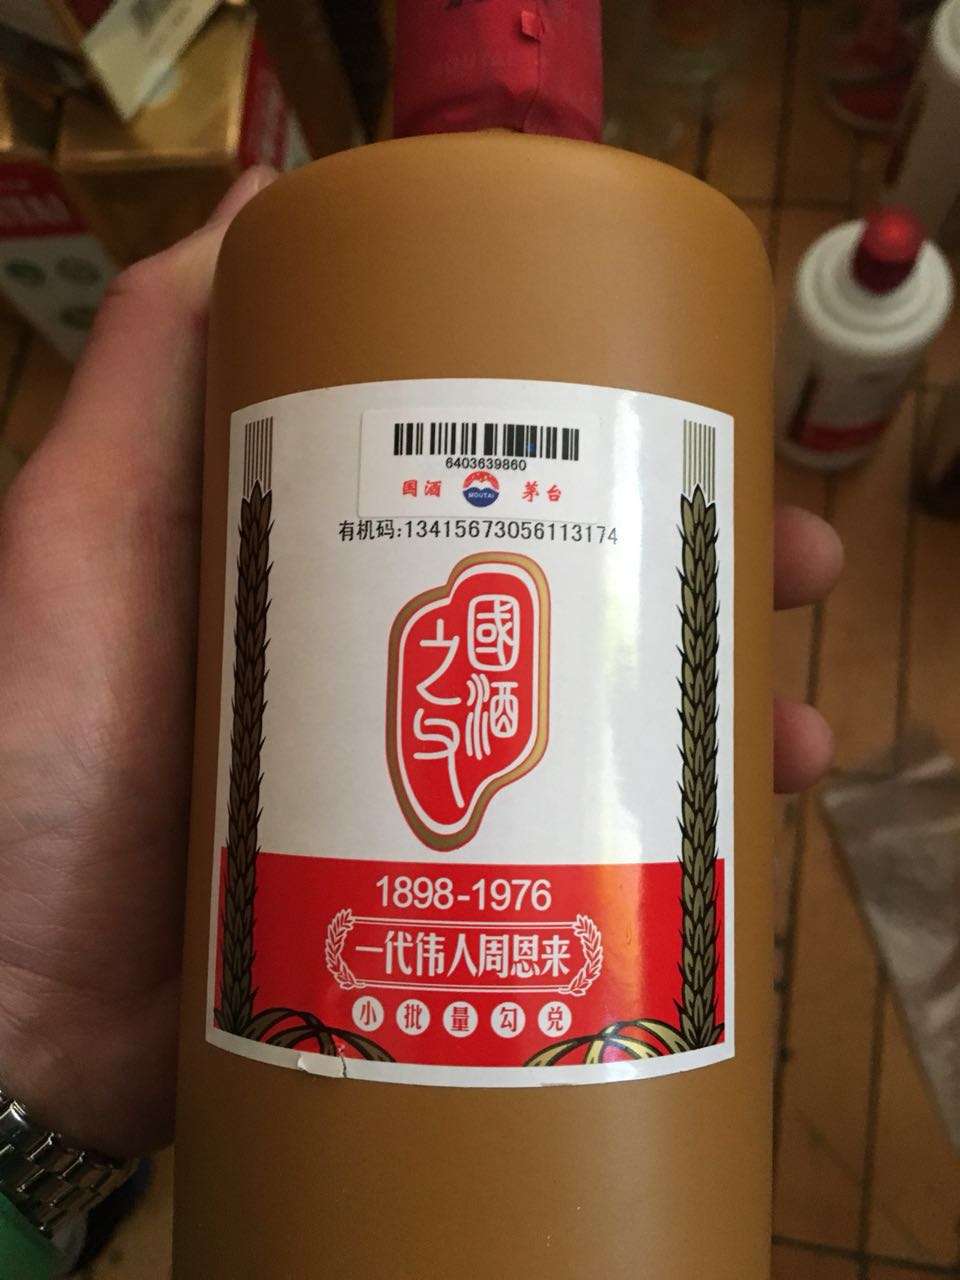 6403639860
国酒 MOUTAI 茅台
有机码:13415673056113174
國酒
之父
1898-1976
一代伟人周恩来
小批量勾兑